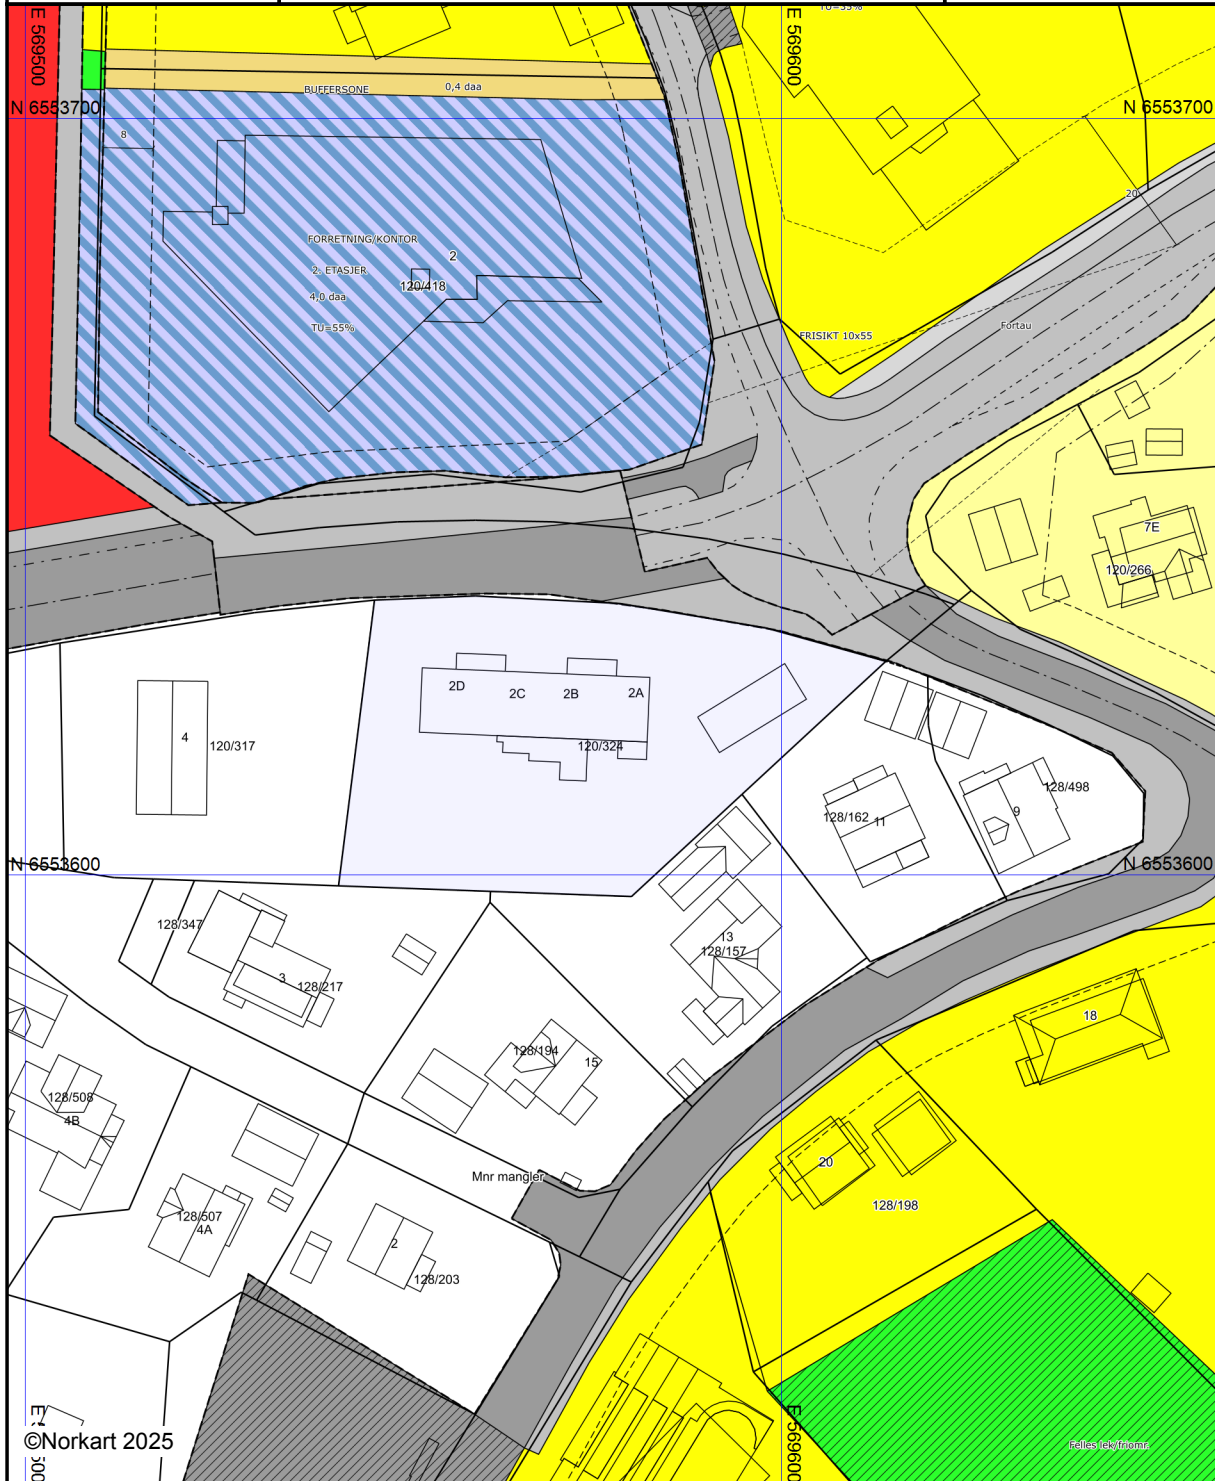 TU=35%
E 569500
E 569600
BUFFERSONE
0,4 daa
N 6553700
N 6553700
8
20
FORRETNING/KONTOR
2
2. ETASJER
120/418
4,0 daa
TU=55%
FRISIKT 10x55
Fortau
7E
120/266
2D
2C
2B
2A
4
120/317
120/324
128/498
9
128/162
11
N 6553600
N 6553600
128/347
13
128/157
3
128/217
18
128/194
15
128/508
4B
20
Mnr mangler
128/198
128/507
4A
2
128/203
E 569600
©Norkart 2025
Felles lek/friomr.